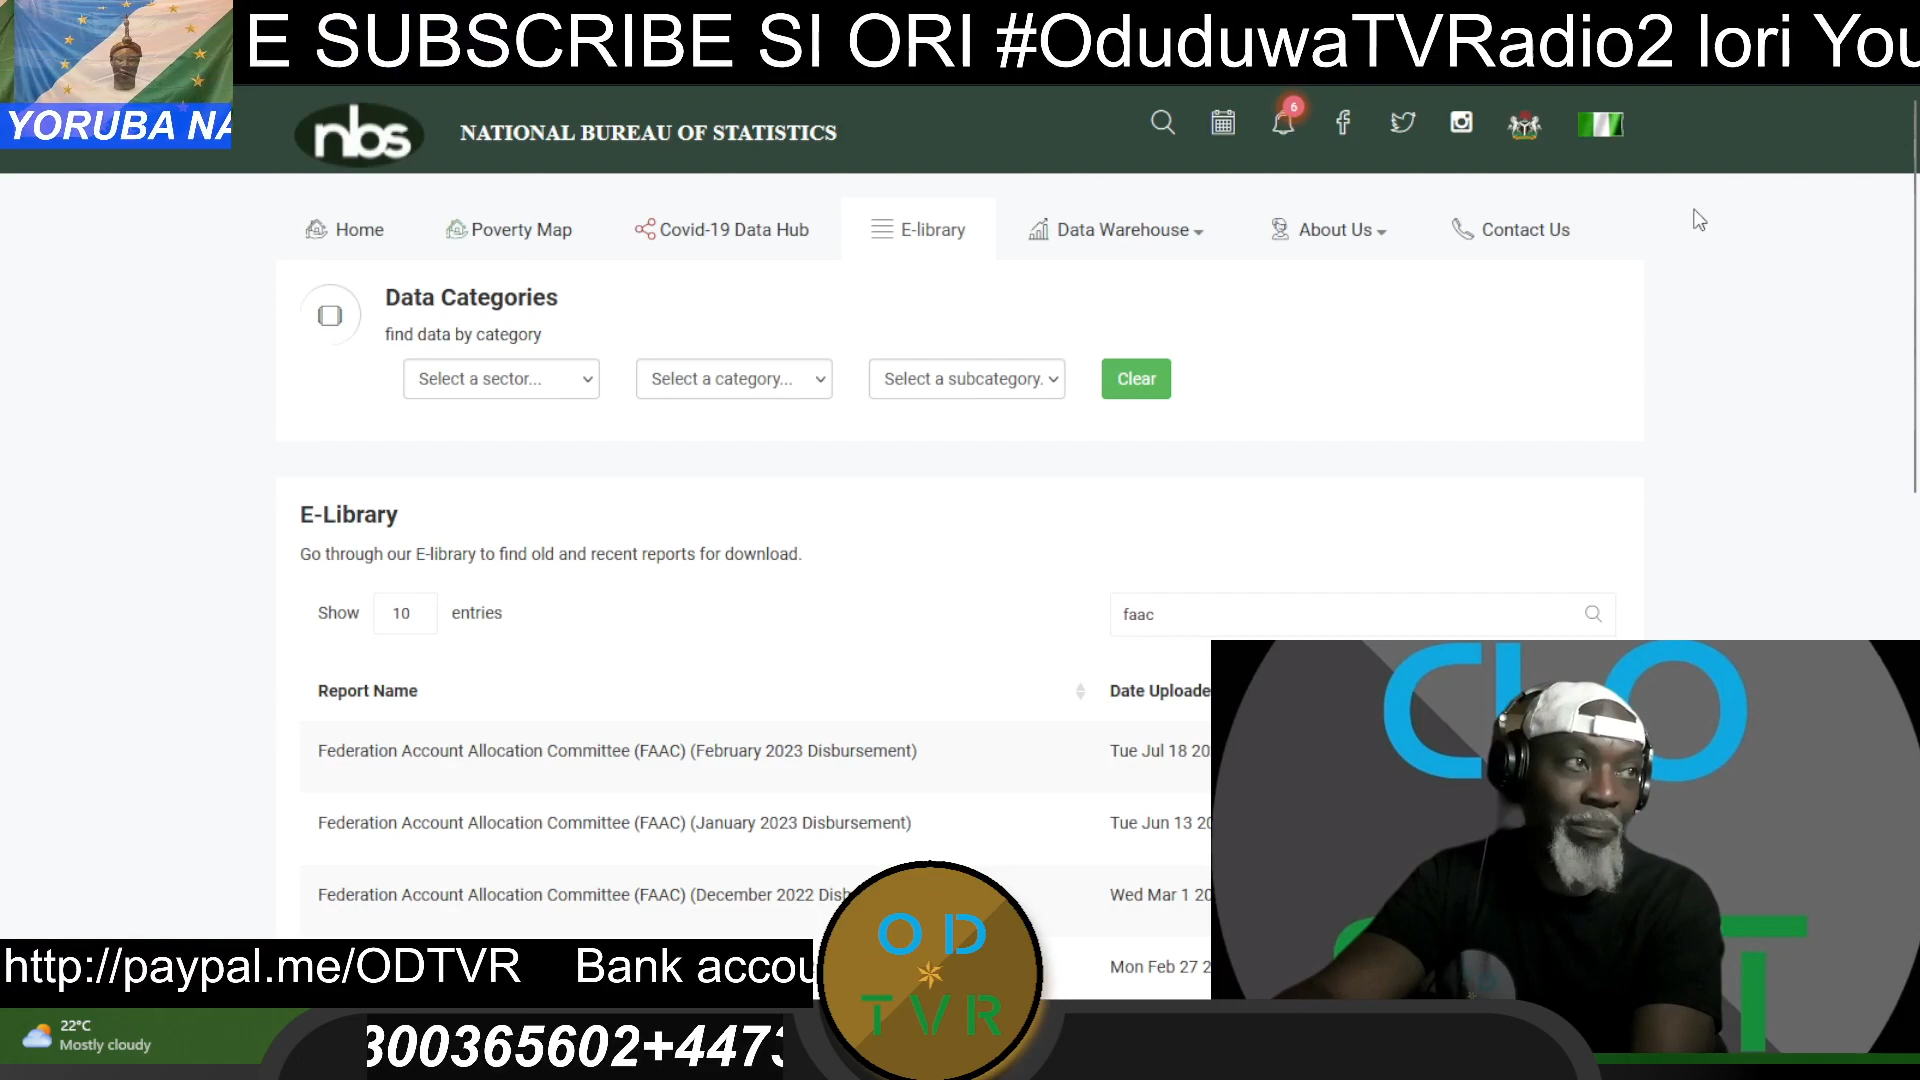 E SUBSCRIBE SI ORI #OduduwaTVRadio2 lori You
YORUBA NA
nbs
NATIONAL BUREAU OF STATISTICS
6
Home
Poverty Map
Covid-19 Data Hub
E-library
Data Warehouse
About Us
Contact Us
Data Categories
find data by category
Select a sector...
Select a category...
Select a subcategory.
Clear
E-Library
Go through our E-library to find old and recent reports for download.
Show 10 entries
faac
Report Name
Date Uploade
Federation Account Allocation Committee (FAAC) (February 2023 Disbursement)
Tue Jul 18 20
Federation Account Allocation Committee (FAAC) (January 2023 Disbursement)
Tue Jun 13 20
Federation Account Allocation Committee (FAAC) (December 2022 Disb
Wed Mar 1 20
Mon Feb 27 2
http://paypal.me/ODTVR Bank accou
O D
TVR
22°C
Mostly cloudy
300365602+4473